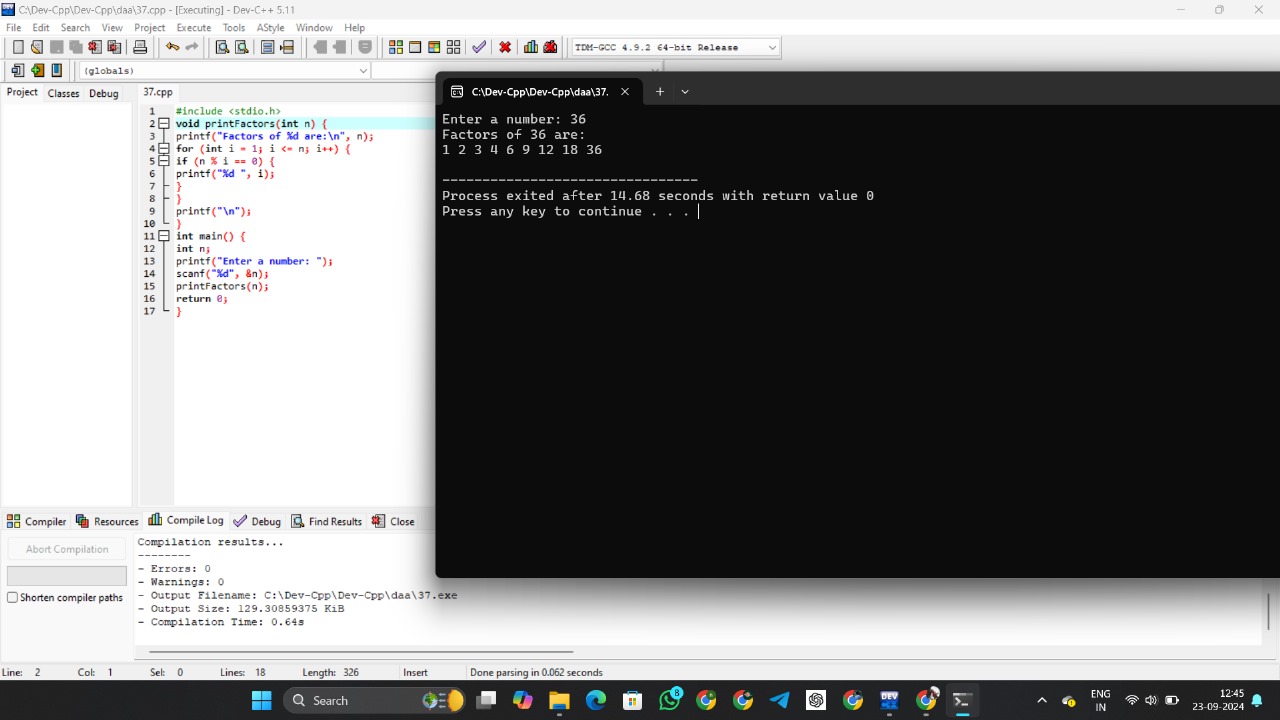 C:\Dev-Cpp\Dev-Cpp\daa\37.cpp - [Executing] - Dev-C++ 5.11
File Edit Search View Project Execute Tools AStyle Window Help
TDM-GCC 4.9.2 64-bit Release
(globals)
Project Classes Debug
37.cpp
1 #include <stdio.h>
2 void printFactors(int n) {
3 printf("Factors of %d are:\n", n);
4 for (int i = 1; i <= n; i++) {
5 if (n % i == 0) {
6 printf("%d ", i);
7 }
8 }
9 printf("\n");
10 }
11 int main() {
12 int n;
13 printf("Enter a number: ");
14 scanf("%d", &n);
15 printFactors(n);
16 return 0;
17 }
C:\Dev-Cpp\Dev-Cpp\daa\37.
Enter a number: 36
Factors of 36 are:
1 2 3 4 6 9 12 18 36
--------------------------------
Process exited after 14.68 seconds with return value 0
Press any key to continue . . .
Compiler Resources Compile Log Debug Find Results Close
Abort Compilation
Shorten compiler paths
Compilation results...
--------
- Errors: 0
- Warnings: 0
- Output Filename: C:\Dev-Cpp\Dev-Cpp\daa\37.exe
- Output Size: 129.30859375 KiB
- Compilation Time: 0.64s
Line: 2 Col: 1 Sel: 0 Lines: 18 Length: 326 Insert Done parsing in 0.062 seconds
Search
8
DEV
ENG
IN
12:45
23-09-2024